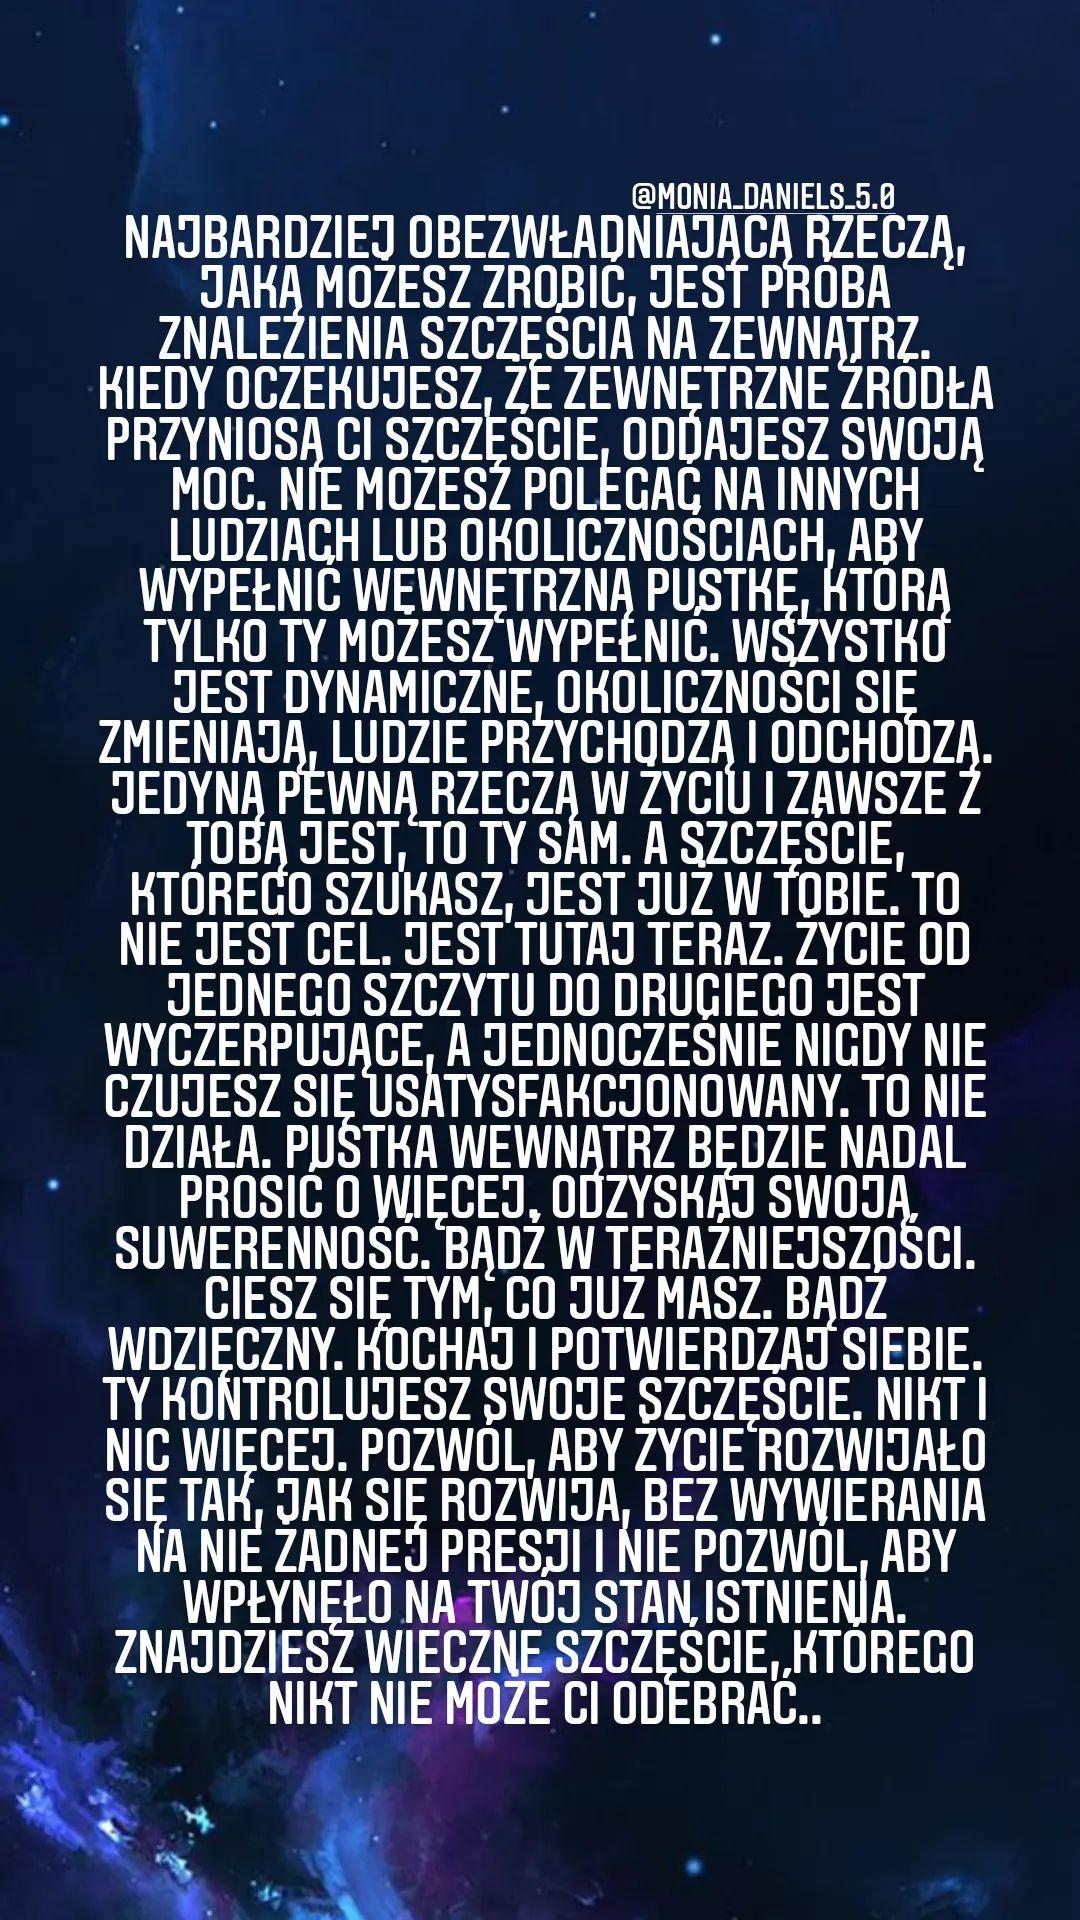 @MONIA_DANIELS_5.0
NAJBARDZIEJ OBEZWŁADNIAJĄCĄ RZECZĄ,
JAKĄ MOŻESZ ZROBIĆ, JEST PRÓBA
ZNALEZIENIA SZCZĘŚCIA NA ZEWNĄTRZ.
KIEDY OCZEKUJESZ, ŻE ZEWNĘTRZNE ŹRÓDŁA
PRZYNIOSĄ CI SZCZĘŚCIE, ODDAJESZ SWOJĄ
MOC. NIE MOŻESZ POLEGAĆ NA INNYCH
LUDZIACH LUB OKOLICZNOŚCIACH, ABY
WYPEŁNIĆ WEWNĘTRZNĄ PUSTKĘ, KTÓRĄ
TYLKO TY MOŻESZ WYPEŁNIĆ. WSZYSTKO
JEST DYNAMICZNE, OKOLICZNOŚCI SIĘ
ZMIENIAJĄ, LUDZIE PRZYCHODZĄ I ODCHODZĄ.
JEDYNĄ PEWNĄ RZECZĄ W ŻYCIU I ZAWSZE Z
TOBĄ JEST, TO TY SAM. A SZCZĘŚCIE,
KTÓREGO SZUKASZ, JEST JUŻ W TOBIE. TO
NIE JEST CEL. JEST TUTAJ TERAZ. ŻYCIE OD
JEDNEGO SZCZYTU DO DRUGIEGO JEST
WYCZERPUJĄCE, A JEDNOCZEŚNIE NIGDY NIE
CZUJESZ SIĘ USATYSFAKCJONOWANY. TO NIE
DZIAŁA. PUSTKA WEWNĄTRZ BĘDZIE NADAL
PROSIĆ O WIĘCEJ. ODZYSKAJ SWOJĄ
SUWERENNOŚĆ. BĄDŹ W TERAŹNIEJSZOŚCI.
CIESZ SIĘ TYM, CO JUŻ MASZ. BĄDŹ
WDZIĘCZNY. KOCHAJ I POTWIERDZAJ SIEBIE.
TY KONTROLUJESZ SWOJE SZCZĘŚCIE. NIKT I
NIC WIĘCEJ. POZWÓL, ABY ŻYCIE ROZWIJAŁO
SIĘ TAK, JAK SIĘ ROZWIJA, BEZ WYWIERANIA
NA NIE ŻADNEJ PRESJI I NIE POZWÓL, ABY
WPŁYNĘŁO NA TWÓJ STAN ISTNIENIA.
ZNAJDZIESZ WIECZNE SZCZĘŚCIE, KTÓREGO
NIKT NIE MOŻE CI ODEBRAĆ..